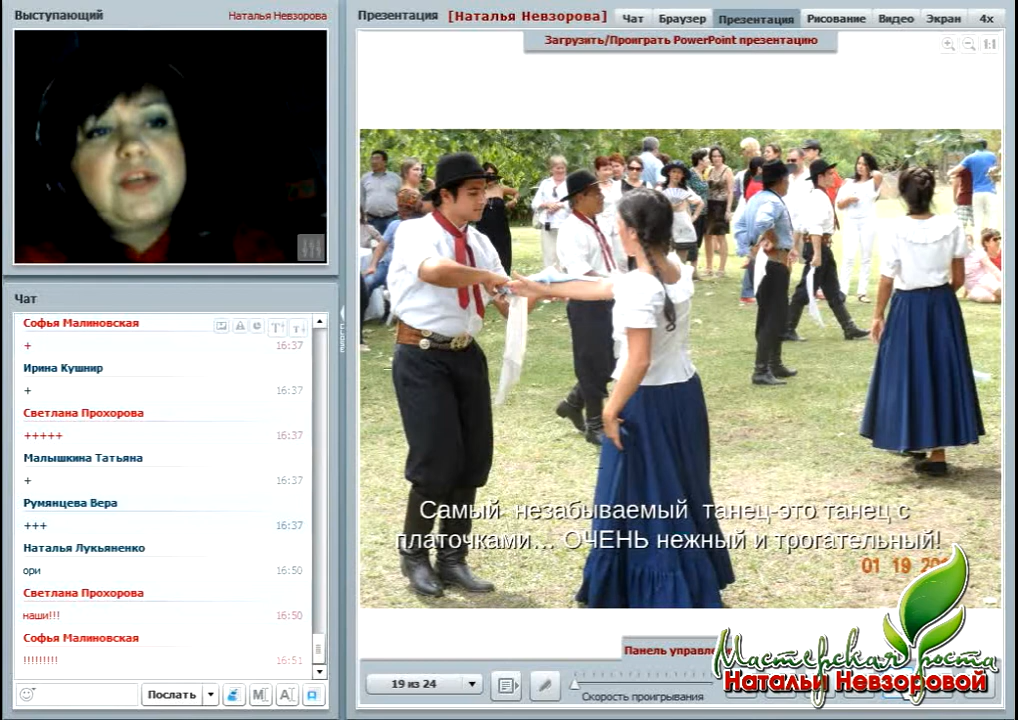 Выступающий
Наталья Невзорова
Чат
Софья Малиновская
+
16:37
Ирина Кушнир
+
16:37
Светлана Прохорова
+++++
16:37
Малышкина Татьяна
+
16:37
Румянцева Вера
+++
16:37
Наталья Лукьяненко
ори
16:50
Светлана Прохорова
наши!!!
16:50
Софья Малиновская
!!!!!!!!!
16:51
Послать
Презентация [Наталья Невзорова]
Чат Браузер Презентация Рисование Видео Экран 4x
Загрузить/Проиграть PowerPoint презентацию
1:1
Самый незабываемый танец-это танец с
платочками... ОЧЕНЬ нежный и трогательный!
01 19
19 из 24
Скорость проигрывания
Мастерская роста
Натальи Невзоровой